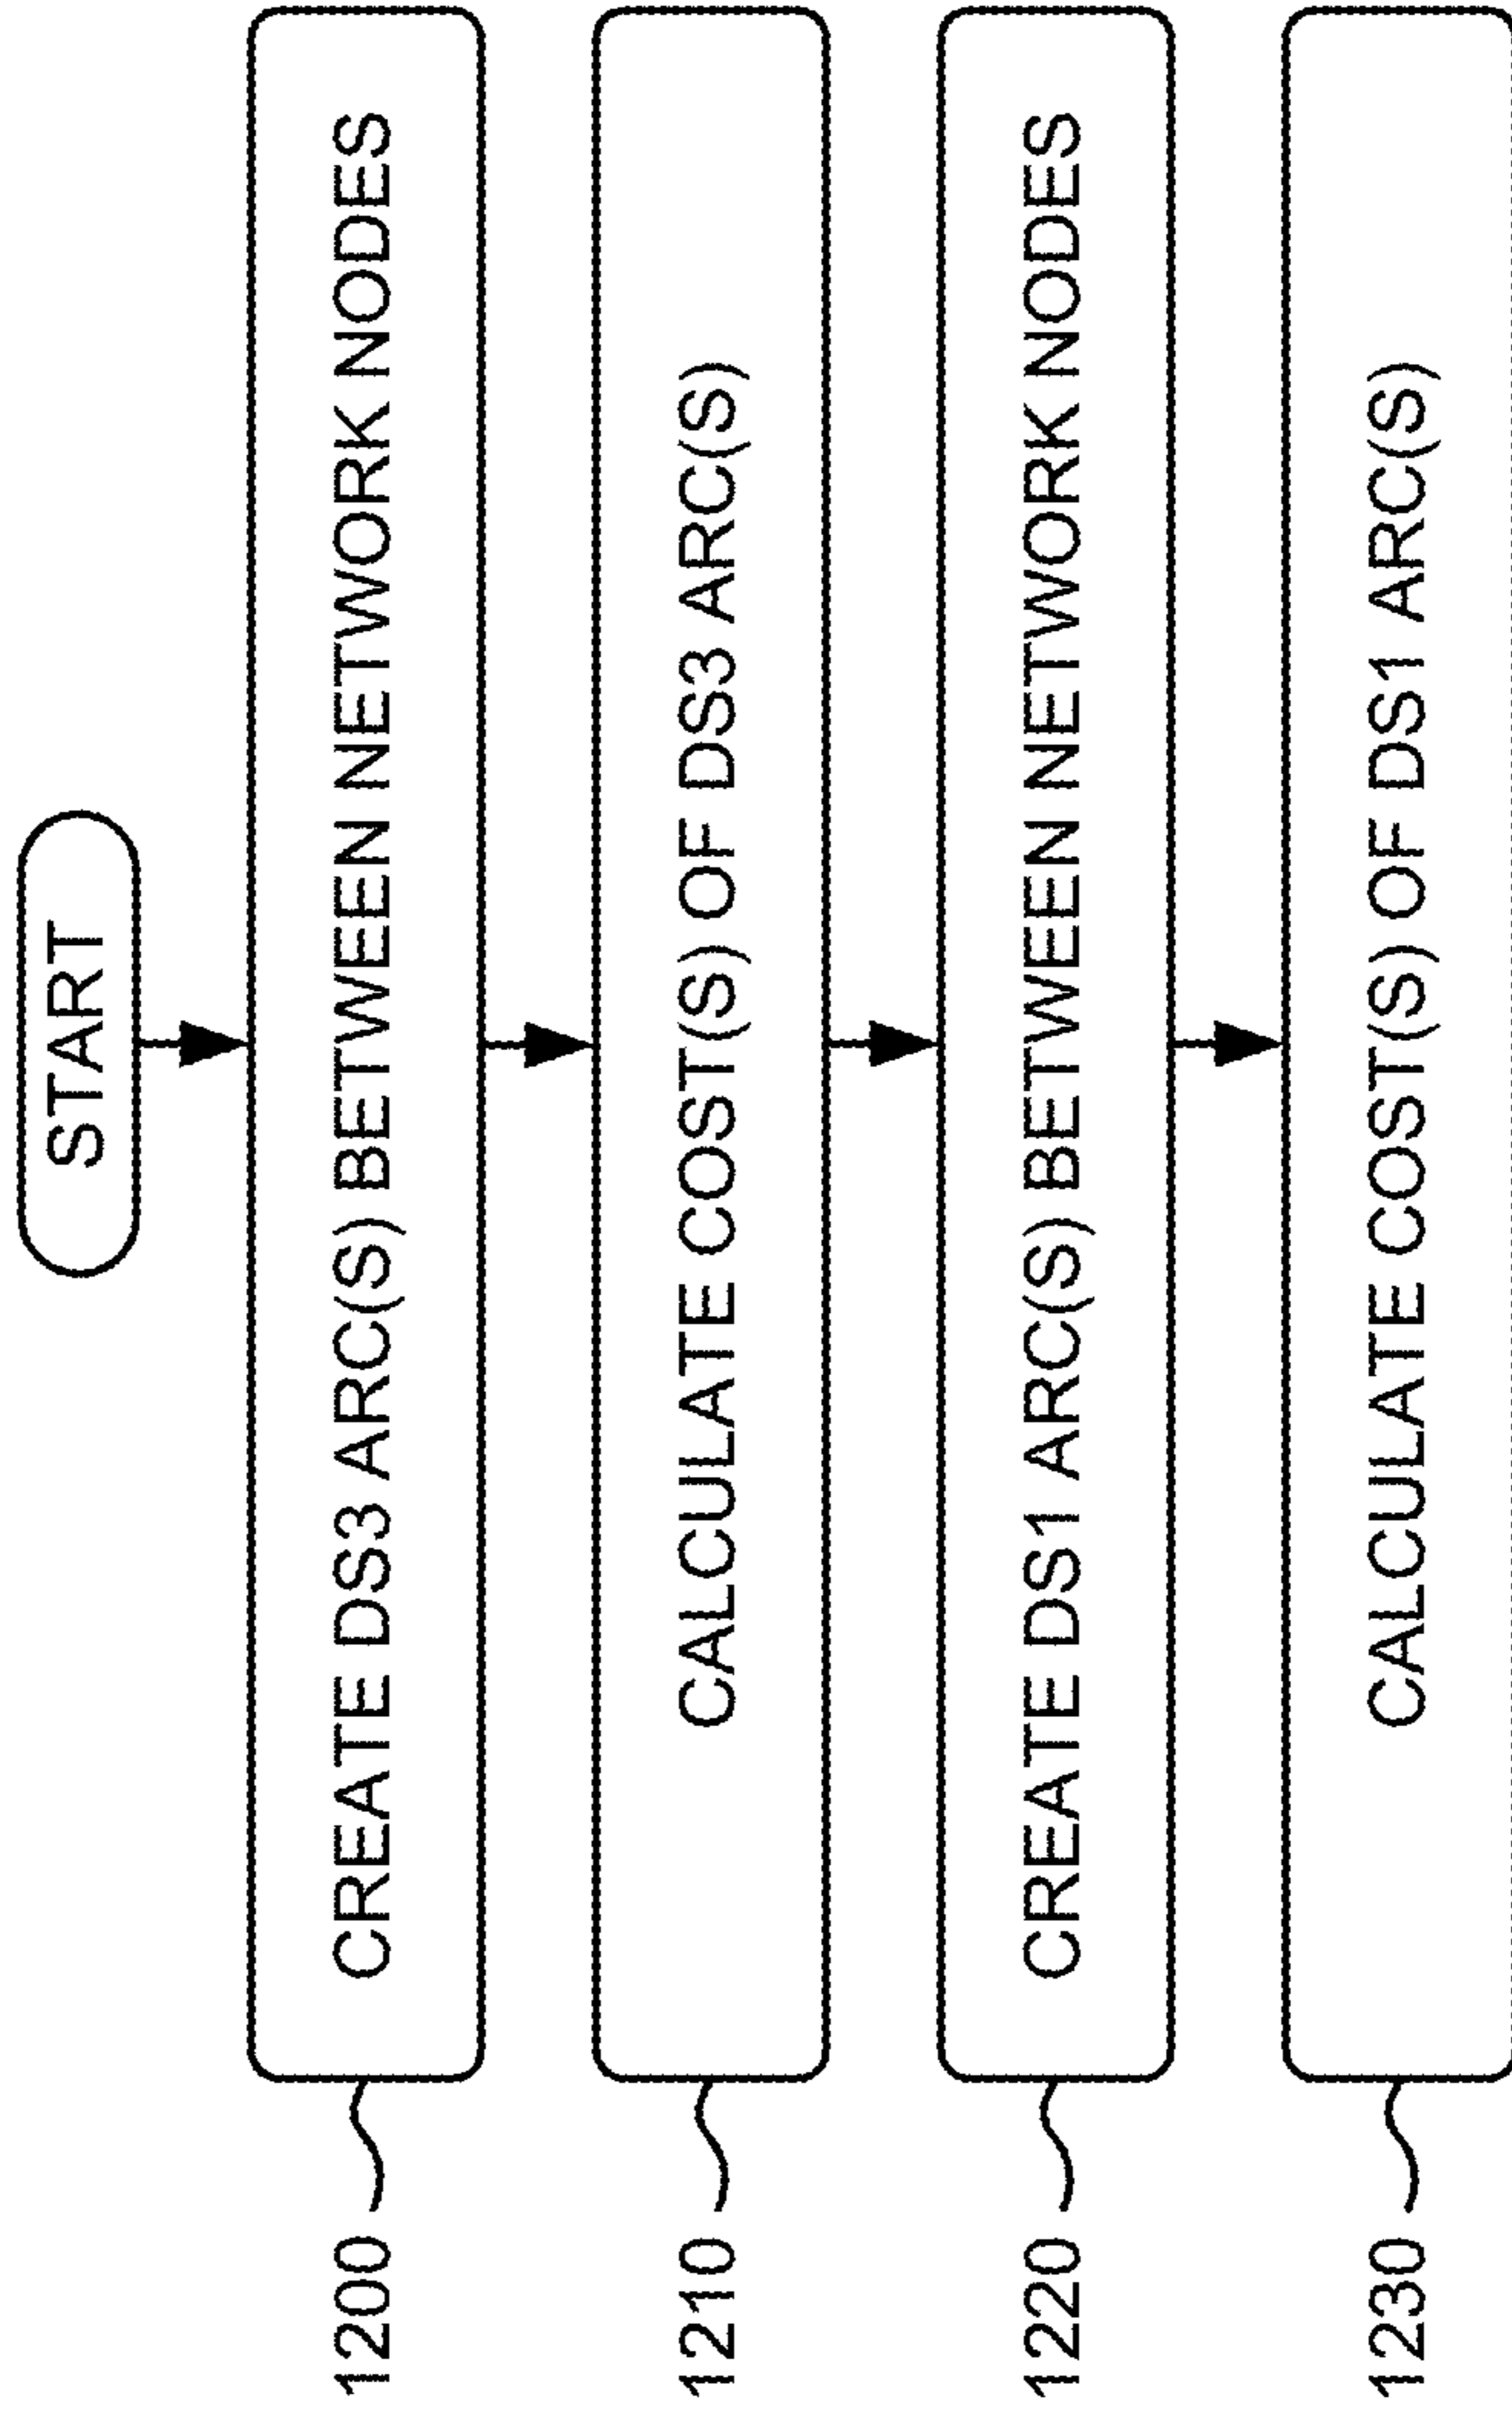 START
1200 CREATE DS3 ARC(S) BETWEEN NETWORK NODES
1210 CALCULATE COST(S) OF DS3 ARC(S)
1220 CREATE DS1 ARC(S) BETWEEN NETWORK NODES
1230 CALCULATE COST(S) OF DS1 ARC(S)